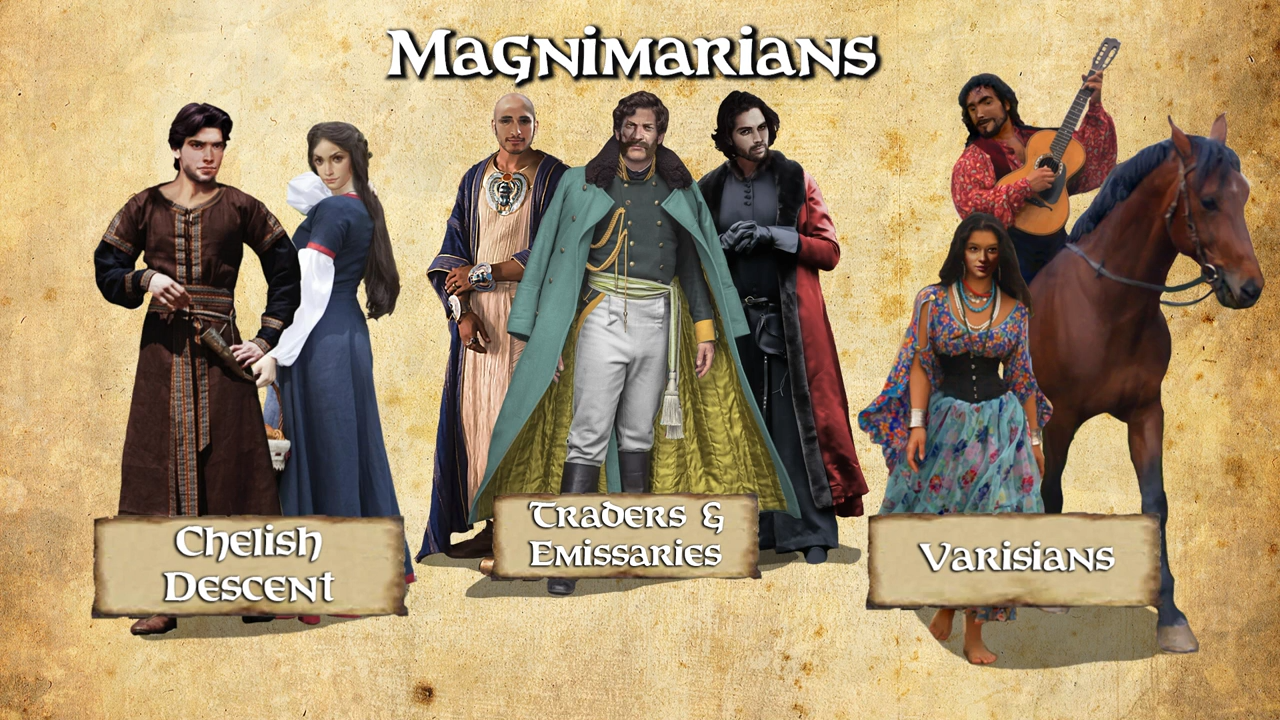 Magnimarians
Chelish
Descent
Traders &
Emissaries
Varisians